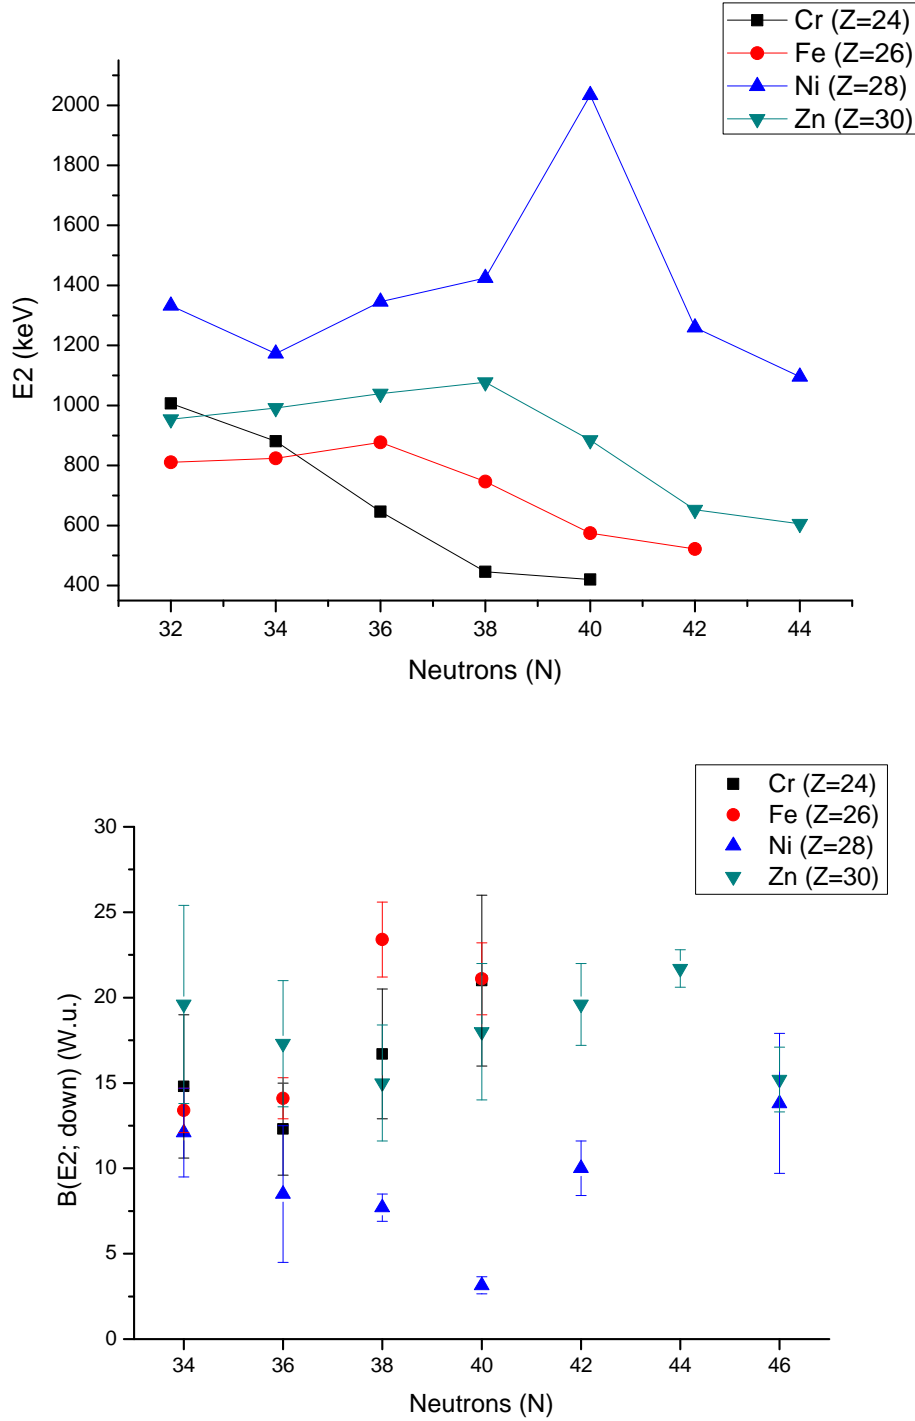 Cr (Z=24)
Fe (Z=26)
Ni (Z=28)
Zn (Z=30)
2000
1800
1600
1400
1200
1000
800
600
400
E2 (keV)
32 34 36 38 40 42 44
Neutrons (N)
Cr (Z=24)
Fe (Z=26)
Ni (Z=28)
Zn (Z=30)
30
25
20
15
10
5
0
B(E2; down) (W.u.)
34 36 38 40 42 44 46
Neutrons (N)